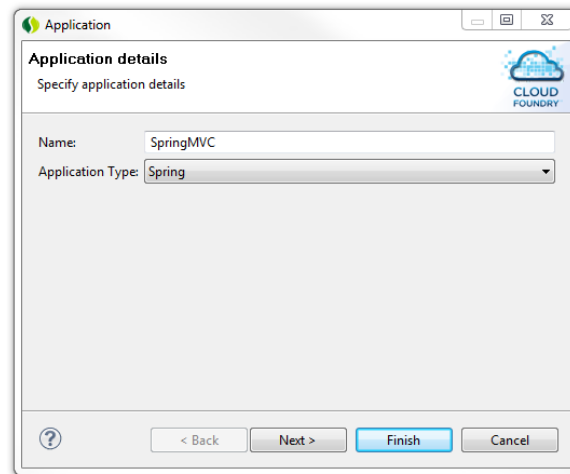 Application
Application details
Specify application details
CLOUD
FOUNDRY
Name: SpringMVC
Application Type: Spring
? < Back Next > Finish Cancel